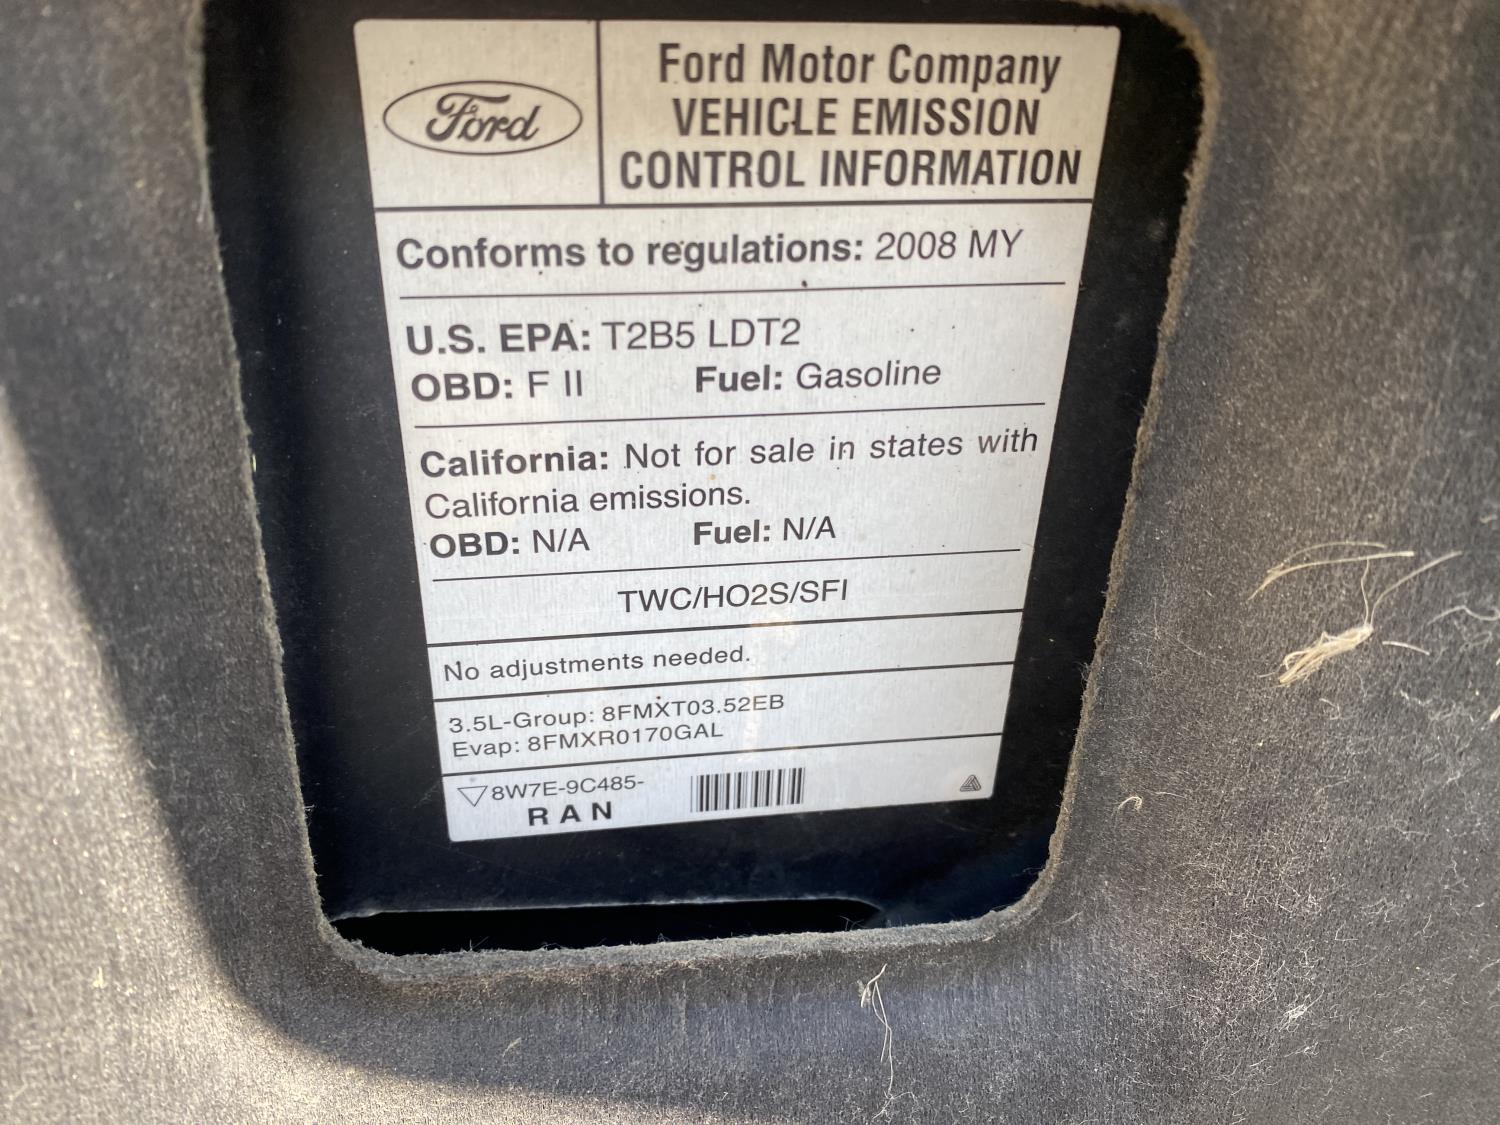 Ford
Ford Motor Company
VEHICLE EMISSION
CONTROL INFORMATION
Conforms to regulations: 2008 MY
U.S. EPA: T2B5 LDT2
OBD: F II Fuel: Gasoline
California: Not for sale in states with
California emissions.
OBD: N/A Fuel: N/A
TWC/HO2S/SFI
No adjustments needed.
3.5L-Group: 8FMXT03.52EB
Evap: 8FMXR0170GAL
8W7E-9C485-
RAN